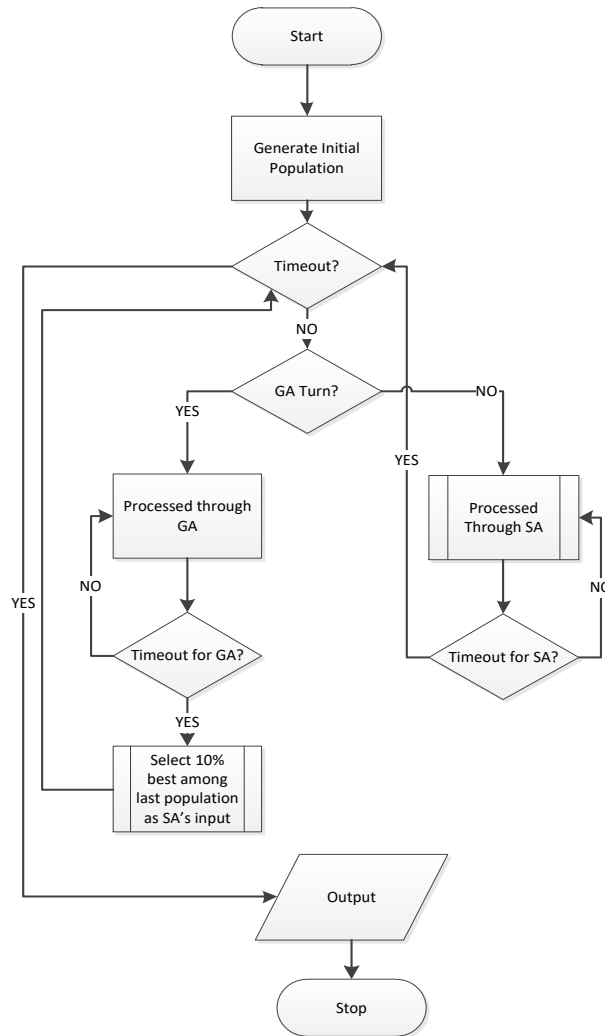 Start
Generate Initial
Population
Timeout?
NO
GA Turn?
YES
NO
Processed through
GA
YES
Processed
Through SA
NO
YES
NO
Timeout for GA?
Timeout for SA?
YES
Select 10%
best among
last population
as SA's input
Output
Stop